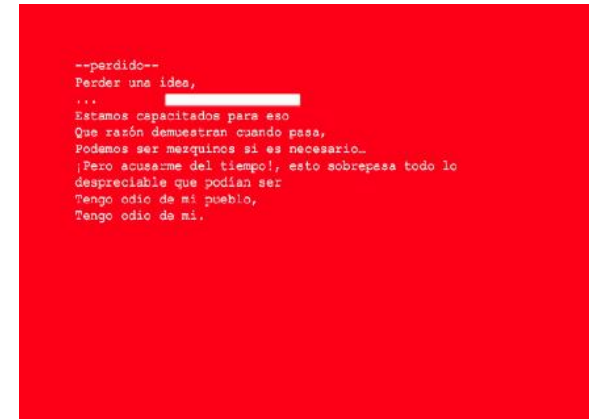 --perdido--
Perder una idea,
...
Estamos capacitados para eso
Que razón demuestran cuando pasa,
Podemos ser mezquinos si es necesario…
¡Pero acusarme del tiempo!, esto sobrepasa todo lo
despreciable que podían ser
Tengo odio de mi pueblo,
Tengo odio de mi.